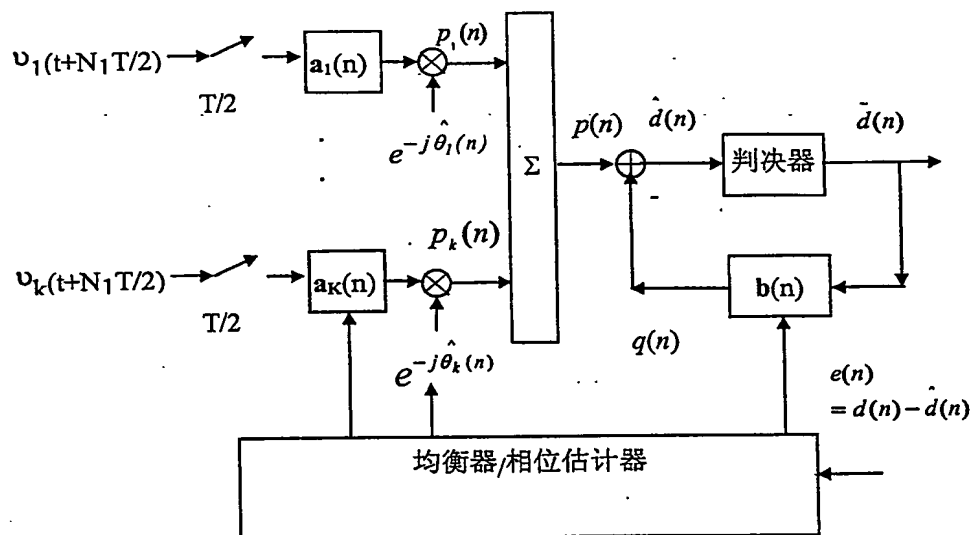 υ₁(t+N₁T/2)
T/2
a₁(n)
p₁(n)
e^{-jθ̂₁(n)}
Σ
p(n)
d̂(n)
判决器
d̃(n)
-
υₖ(t+N₁T/2)
T/2
a_K(n)
pₖ(n)
e^{-jθ̂ₖ(n)}
q(n)
b(n)
e(n)
= d(n) − d̂(n)
均衡器/相位估计器